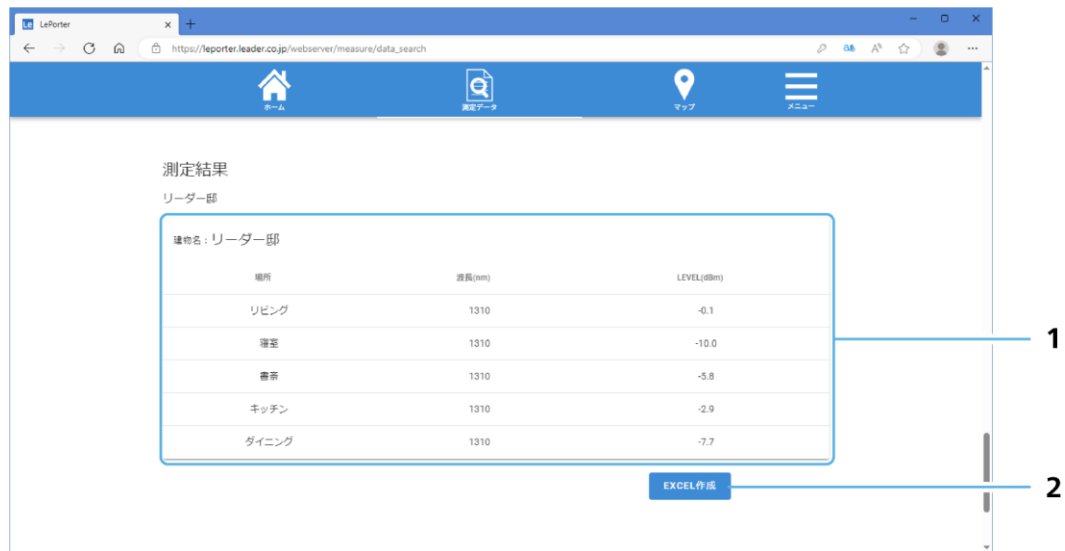 Le LePorter
https://leporter.leader.co.jp/webserver/measure/data_search
ホーム
測定データ
マップ
メニュー
測定結果
リーダー邸
建物名：リーダー邸
場所 波長(nm) LEVEL(dBm)
リビング 1310 -0.1
寝室 1310 -10.0
書斎 1310 -5.8
キッチン 1310 -2.9
ダイニング 1310 -7.7
1
EXCEL作成
2